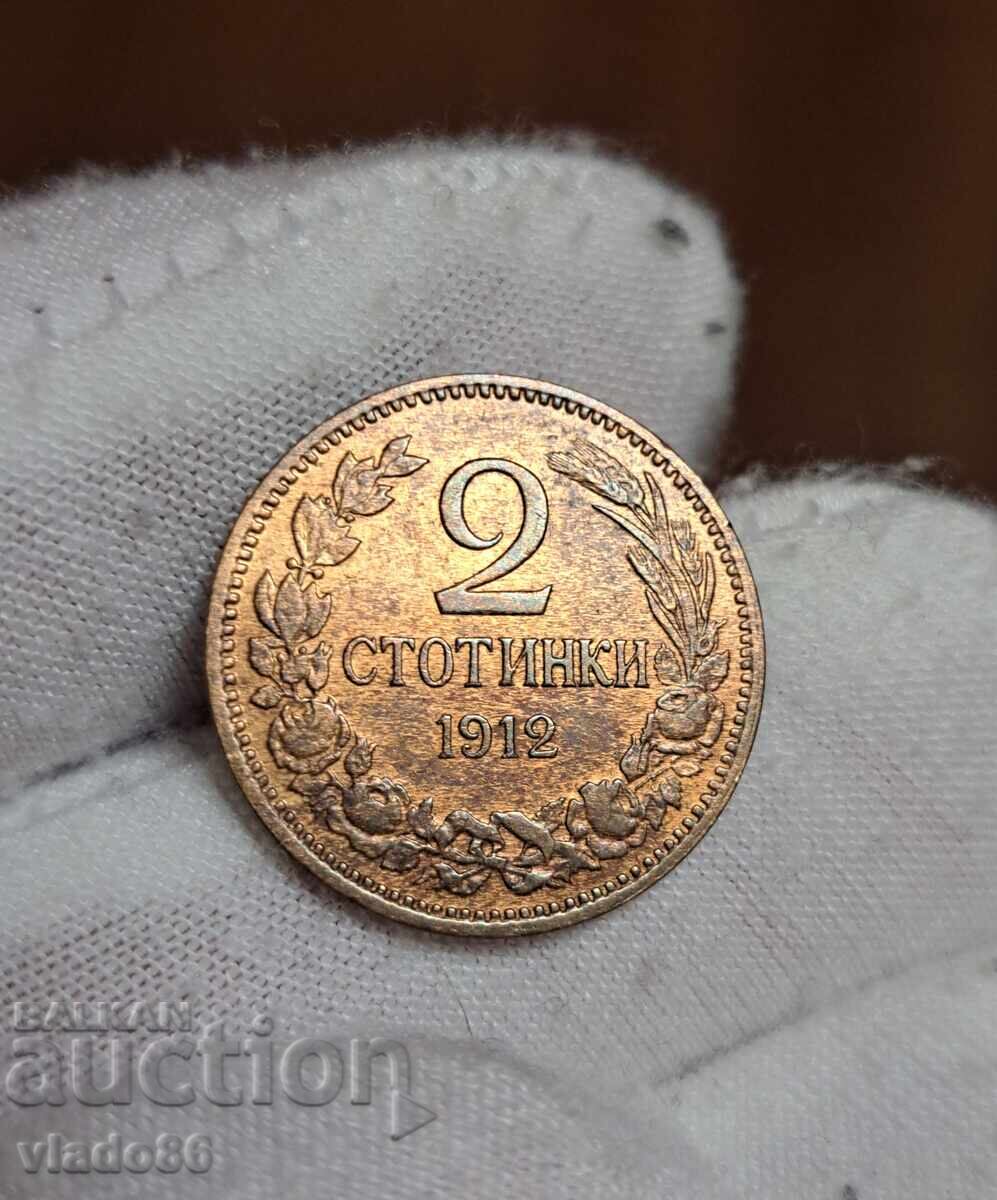 2
СТОТИНКИ
1912
BALKAN
auction
vlado86